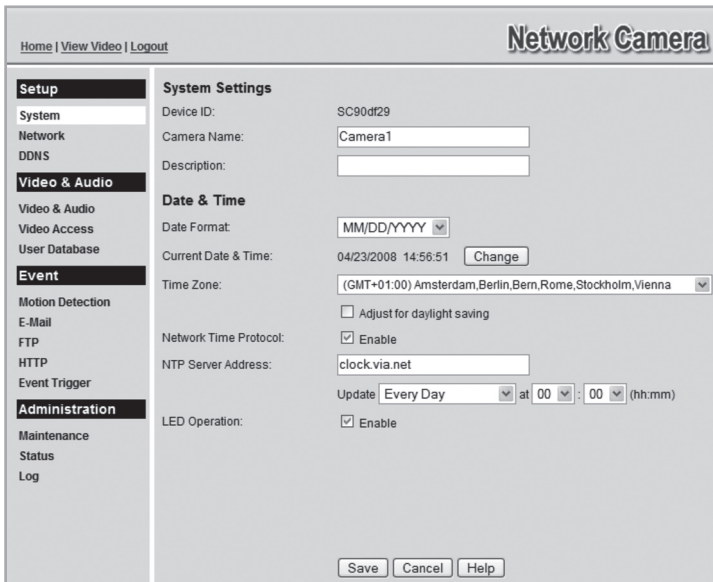 Home | View Video | Logout
Network Camera
Setup
System
Network
DDNS
Video & Audio
Video & Audio
Video Access
User Database
Event
Motion Detection
E-Mail
FTP
HTTP
Event Trigger
Administration
Maintenance
Status
Log
System Settings
Device ID: SC90df29
Camera Name: Camera1
Description:
Date & Time
Date Format: MM/DD/YYYY
Current Date & Time: 04/23/2008 14:56:51 Change
Time Zone: (GMT+01:00) Amsterdam,Berlin,Bern,Rome,Stockholm,Vienna
Adjust for daylight saving
Network Time Protocol: Enable
NTP Server Address: clock.via.net
Update Every Day at 00 : 00 (hh:mm)
LED Operation: Enable
Save Cancel Help